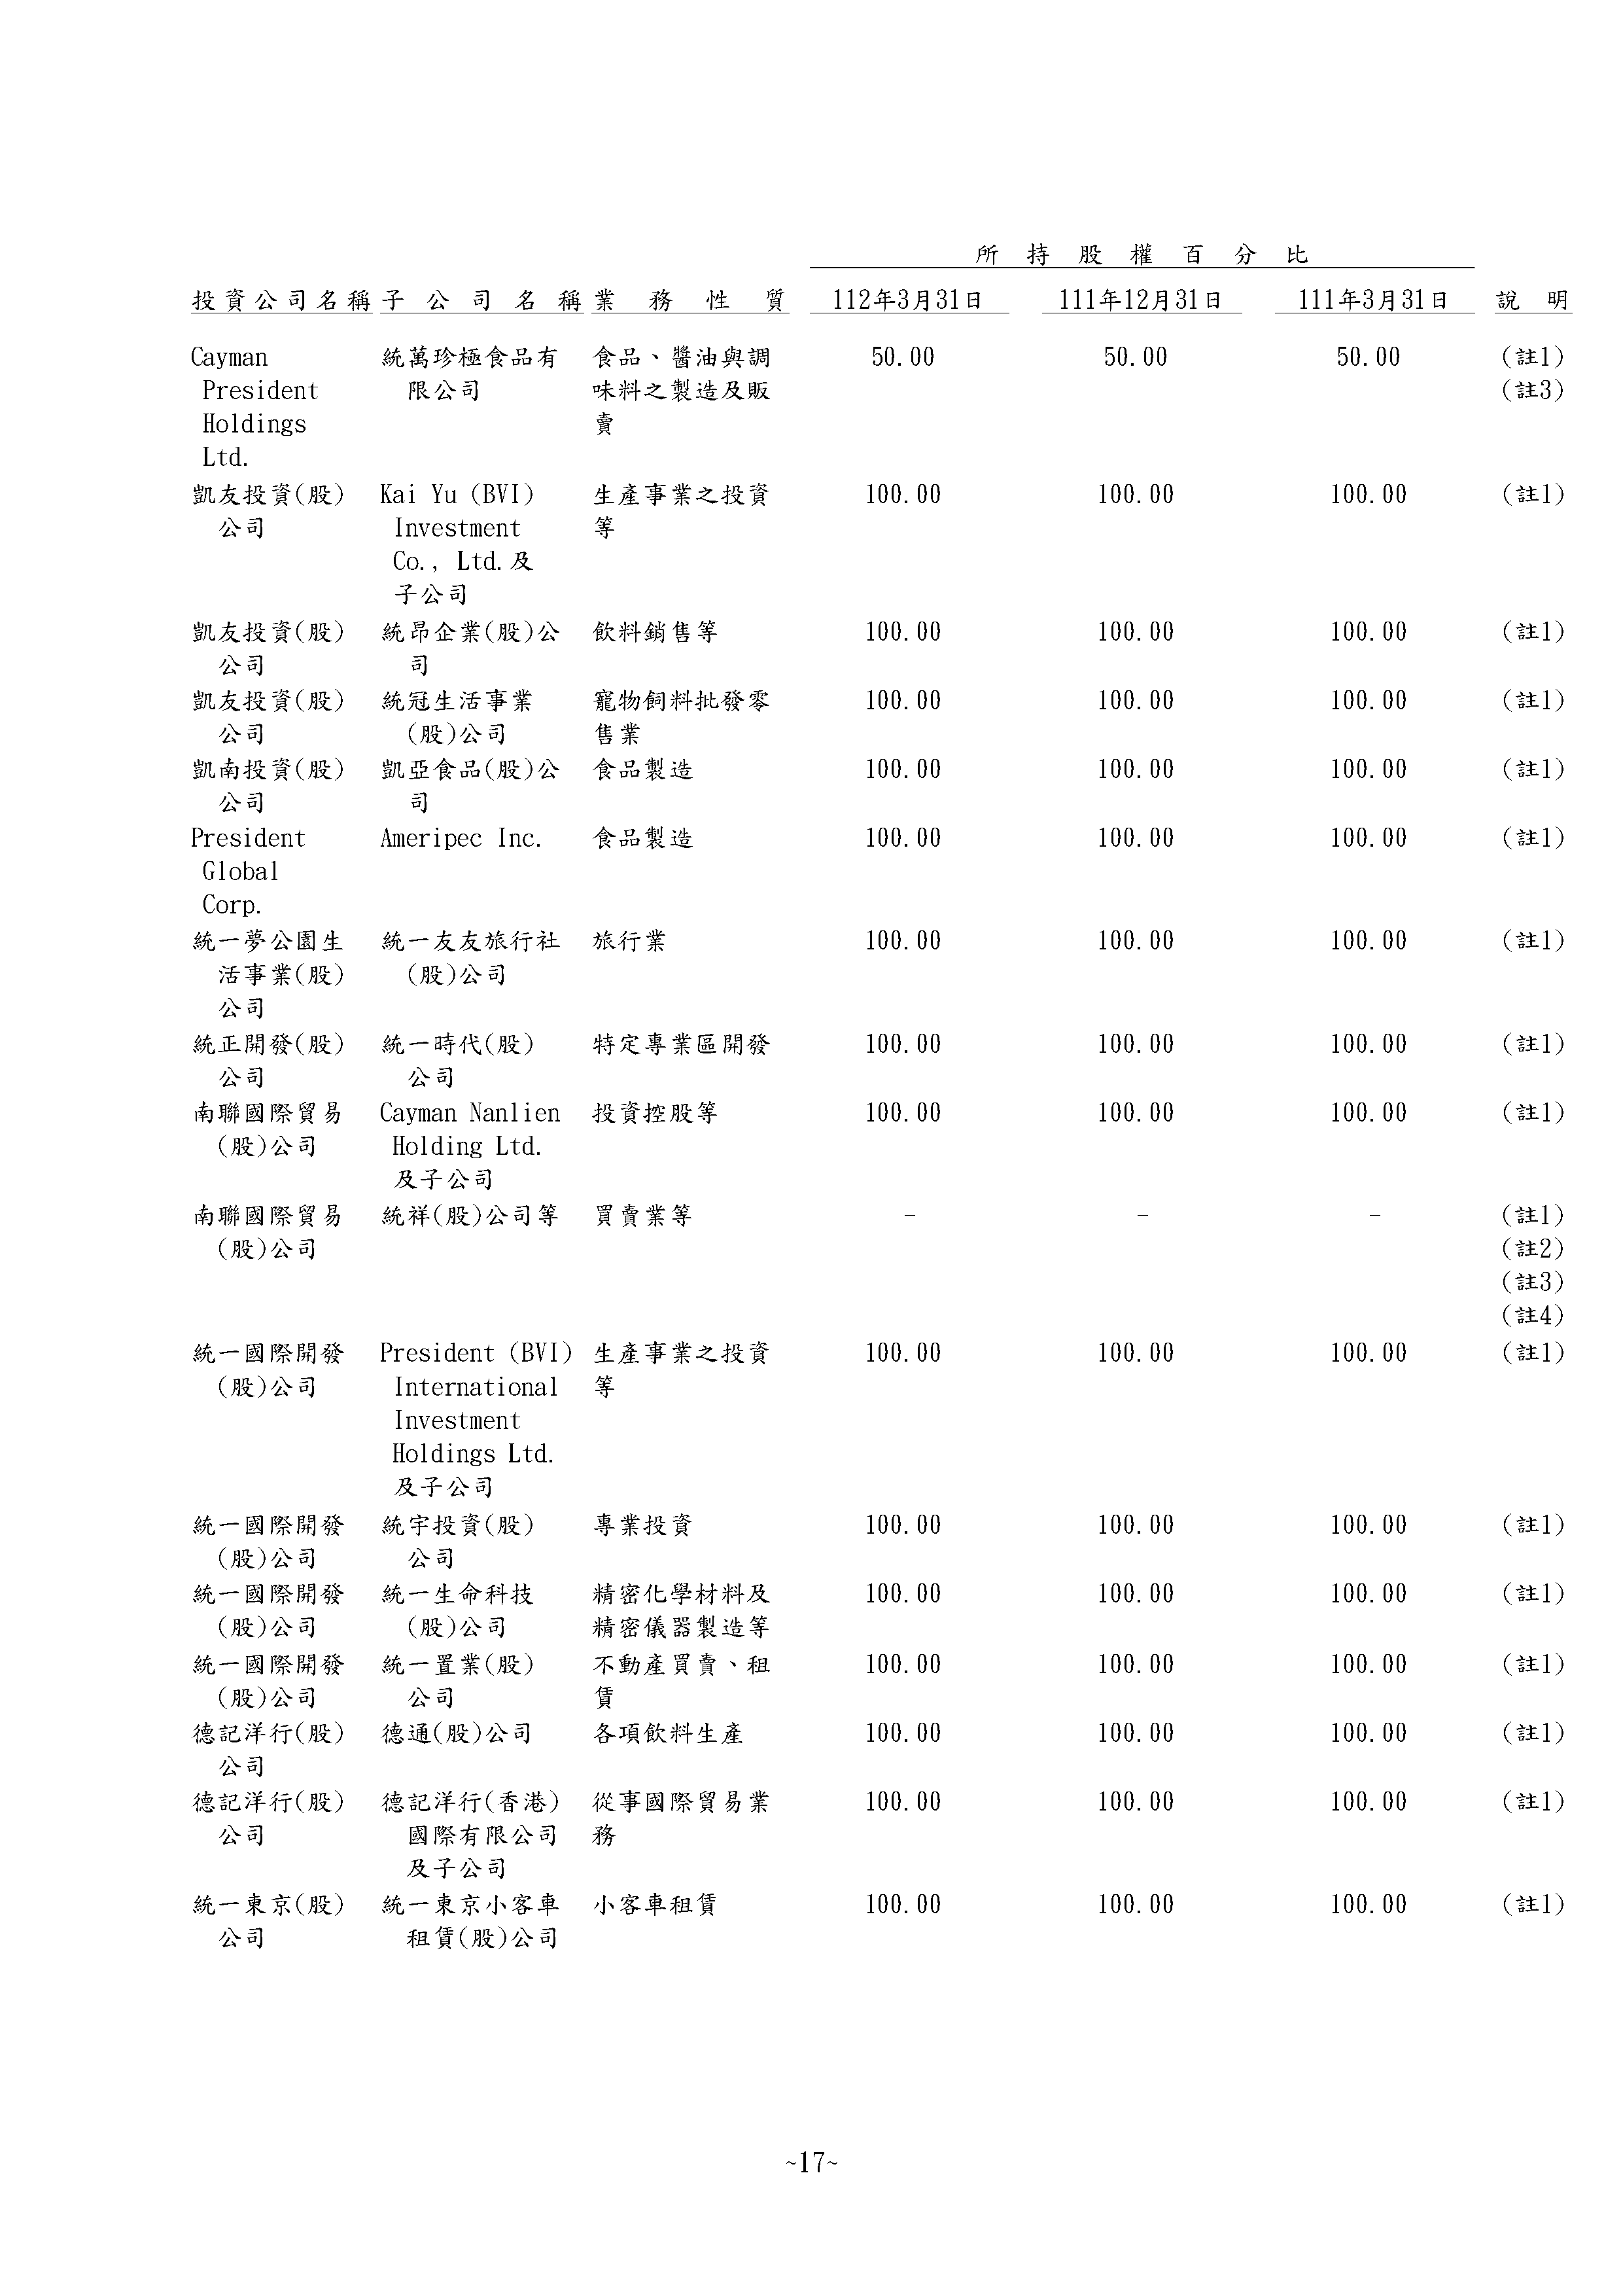 所持股權百分比
投資公司名稱 子公司名稱 業務性質 112年3月31日 111年12月31日 111年3月31日 說明
Cayman 統萬珍極食品有 食品、醬油與調 50.00 50.00 50.00 (註1)
President 限公司 味料之製造及販 (註3)
Holdings 賣
Ltd.
凱友投資(股) Kai Yu (BVI) 生產事業之投資 100.00 100.00 100.00 (註1)
公司 Investment 等
Co., Ltd.及
子公司
凱友投資(股) 統昂企業(股)公 飲料銷售等 100.00 100.00 100.00 (註1)
公司 司
凱友投資(股) 統冠生活事業 寵物飼料批發零 100.00 100.00 100.00 (註1)
公司 (股)公司 售業
凱南投資(股) 凱亞食品(股)公 食品製造 100.00 100.00 100.00 (註1)
公司 司
President Ameripec Inc. 食品製造 100.00 100.00 100.00 (註1)
Global
Corp.
統一夢公園生 統一友友旅行社 旅行業 100.00 100.00 100.00 (註1)
活事業(股) (股)公司
公司
統正開發(股) 統一時代(股) 特定專業區開發 100.00 100.00 100.00 (註1)
公司 公司
南聯國際貿易 Cayman Nanlien 投資控股等 100.00 100.00 100.00 (註1)
(股)公司 Holding Ltd.
及子公司
南聯國際貿易 統祥(股)公司等 買賣業等 - - - (註1)
(股)公司 (註2)
(註3)
(註4)
統一國際開發 President (BVI) 生產事業之投資 100.00 100.00 100.00 (註1)
(股)公司 International 等
Investment
Holdings Ltd.
及子公司
統一國際開發 統宇投資(股) 專業投資 100.00 100.00 100.00 (註1)
(股)公司 公司
統一國際開發 統一生命科技 精密化學材料及 100.00 100.00 100.00 (註1)
(股)公司 (股)公司 精密儀器製造等
統一國際開發 統一置業(股) 不動產買賣、租 100.00 100.00 100.00 (註1)
(股)公司 公司 賃
德記洋行(股) 德通(股)公司 各項飲料生產 100.00 100.00 100.00 (註1)
公司
德記洋行(股) 德記洋行(香港) 從事國際貿易業 100.00 100.00 100.00 (註1)
公司 國際有限公司 務
及子公司
統一東京(股) 統一東京小客車 小客車租賃 100.00 100.00 100.00 (註1)
公司 租賃(股)公司
~17~